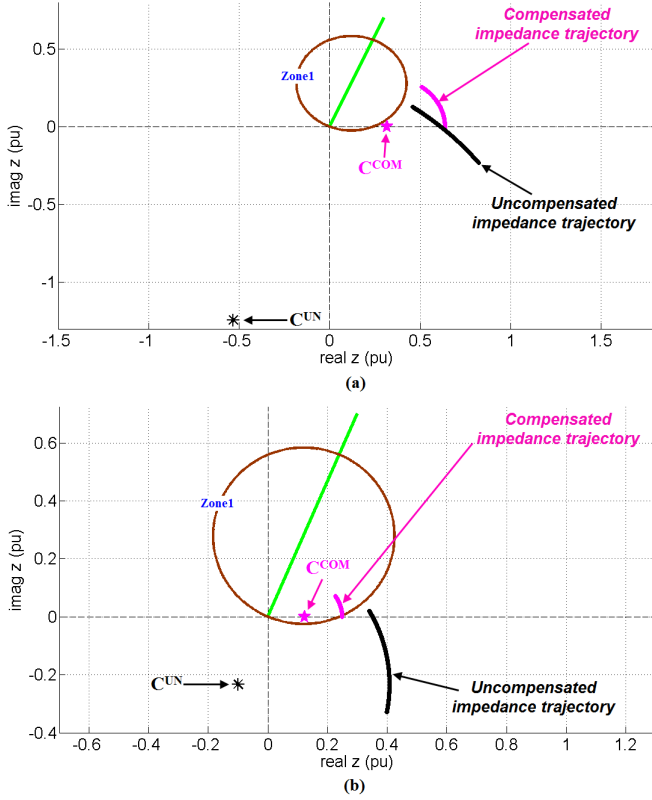 Compensated
impedance trajectory
0.5
Zone1
0
C^COM
imag z (pu)
-0.5
Uncompensated
impedance trajectory
-1
C^UN
-1.5 -1 -0.5 0 0.5 1 1.5
real z (pu)
(a)
Compensated
impedance trajectory
0.6
Zone1
0.4
0.2
C^COM
imag z (pu)
0
-0.2
C^UN
Uncompensated
impedance trajectory
-0.4
-0.6 -0.4 -0.2 0 0.2 0.4 0.6 0.8 1 1.2
real z (pu)
(b)